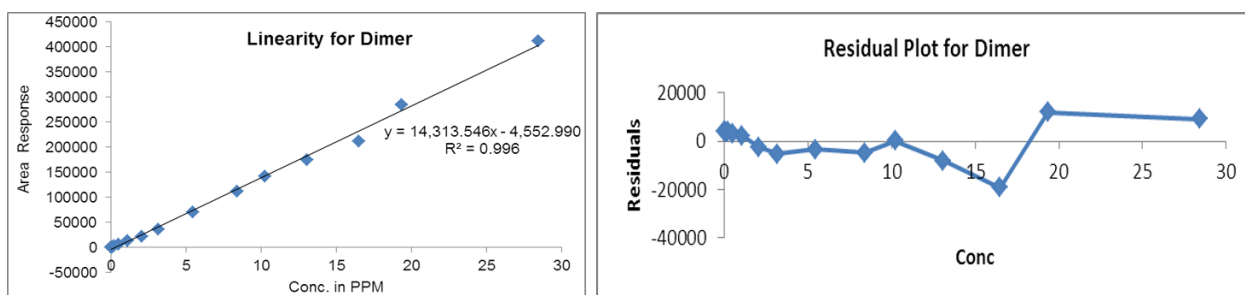 Linearity for Dimer
450000
400000
350000
300000
250000
200000
150000
100000
50000
0
-50000
Area Response
y = 14,313.546x - 4,552.990
R² = 0.996
0 5 10 15 20 25 30
Conc. in PPM
Residual Plot for Dimer
20000
0
-20000
-40000
Residuals
0 5 10 15 20 25 30
Conc